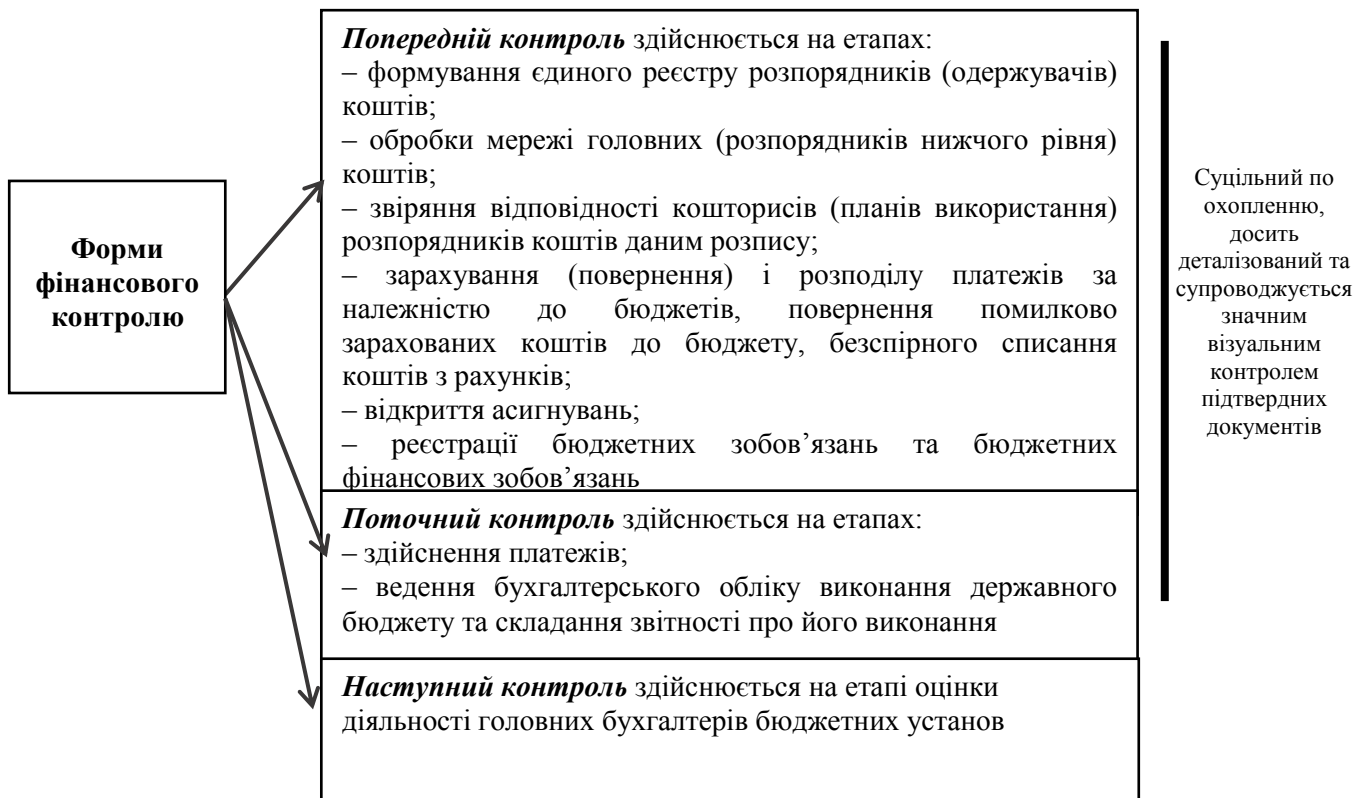 Форми
фінансового
контролю
Попередній контроль здійснюється на етапах:
– формування єдиного реєстру розпорядників (одержувачів)
коштів;
– обробки мережі головних (розпорядників нижчого рівня)
коштів;
– звіряння відповідності кошторисів (планів використання)
розпорядників коштів даним розпису;
– зарахування (повернення) і розподілу платежів за
належністю до бюджетів, повернення помилково
зарахованих коштів до бюджету, безспірного списання
коштів з рахунків;
– відкриття асигнувань;
– реєстрації бюджетних зобов’язань та бюджетних
фінансових зобов’язань
Поточний контроль здійснюється на етапах:
– здійснення платежів;
– ведення бухгалтерського обліку виконання державного
бюджету та складання звітності про його виконання
Наступний контроль здійснюється на етапі оцінки
діяльності головних бухгалтерів бюджетних установ
Суцільний по
охопленню,
досить
деталізований та
супроводжується
значним
візуальним
контролем
підтвердних
документів